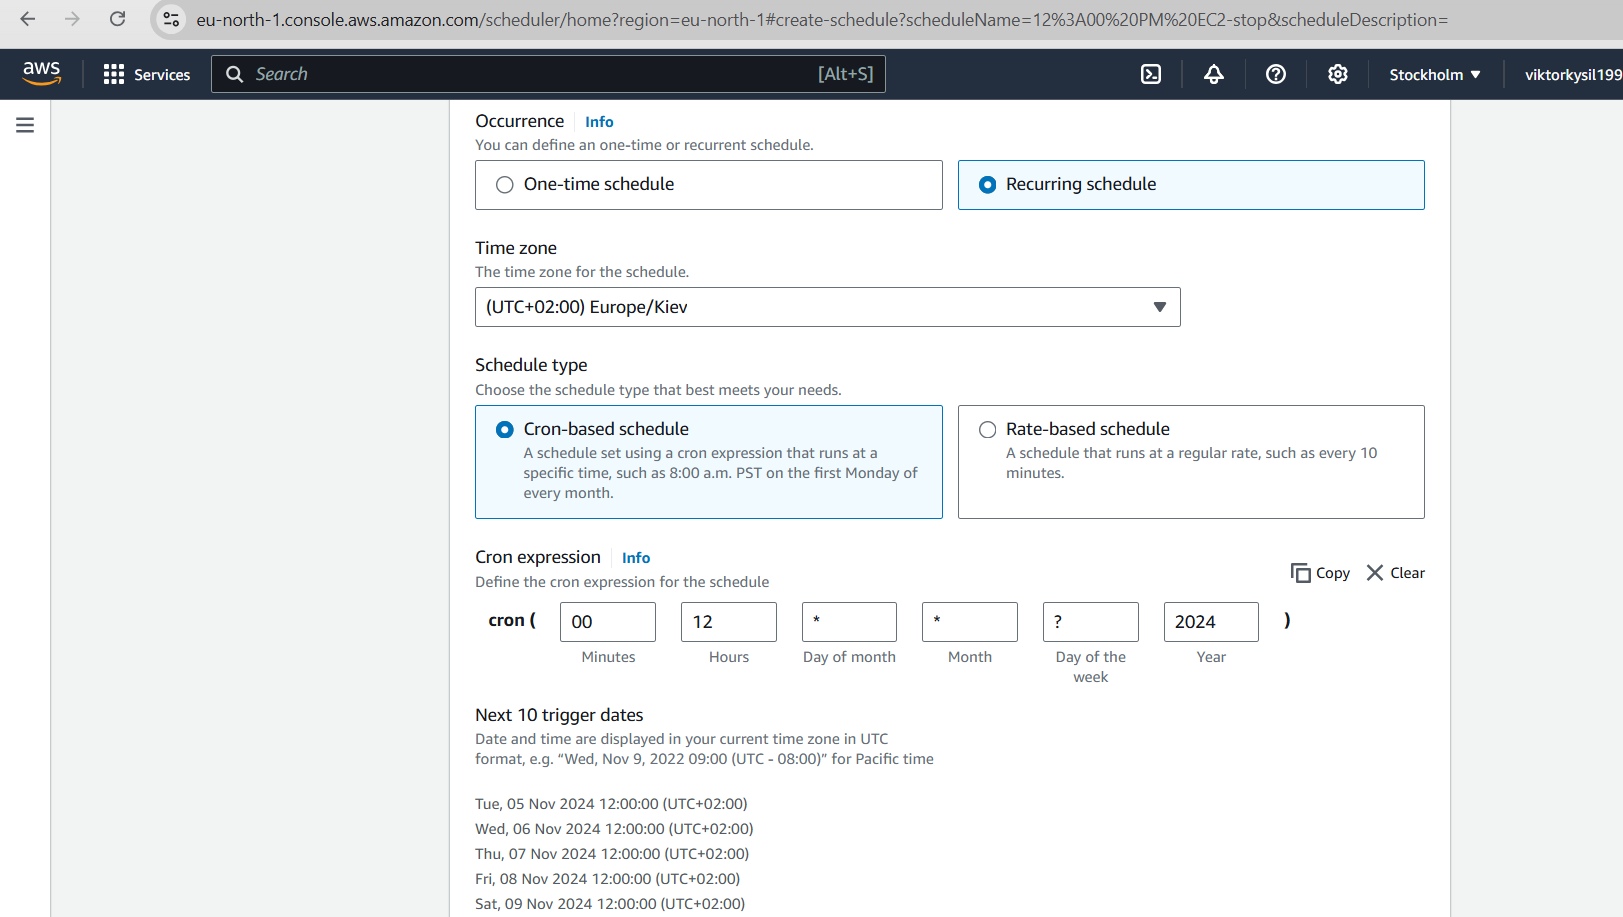 eu-north-1.console.aws.amazon.com/scheduler/home?region=eu-north-1#create-schedule?scheduleName=12%3A00%20PM%20EC2-stop&scheduleDescription=
aws Services Search [Alt+S] Stockholm viktorkysil199
Occurrence Info
You can define an one-time or recurrent schedule.
One-time schedule Recurring schedule
Time zone
The time zone for the schedule.
(UTC+02:00) Europe/Kiev
Schedule type
Choose the schedule type that best meets your needs.
Cron-based schedule
A schedule set using a cron expression that runs at a
specific time, such as 8:00 a.m. PST on the first Monday of
every month.
Rate-based schedule
A schedule that runs at a regular rate, such as every 10
minutes.
Cron expression Info
Define the cron expression for the schedule
Copy Clear
cron ( 00 12 * * ? 2024 )
Minutes Hours Day of month Month Day of the week Year
Next 10 trigger dates
Date and time are displayed in your current time zone in UTC
format, e.g. “Wed, Nov 9, 2022 09:00 (UTC - 08:00)” for Pacific time
Tue, 05 Nov 2024 12:00:00 (UTC+02:00)
Wed, 06 Nov 2024 12:00:00 (UTC+02:00)
Thu, 07 Nov 2024 12:00:00 (UTC+02:00)
Fri, 08 Nov 2024 12:00:00 (UTC+02:00)
Sat, 09 Nov 2024 12:00:00 (UTC+02:00)